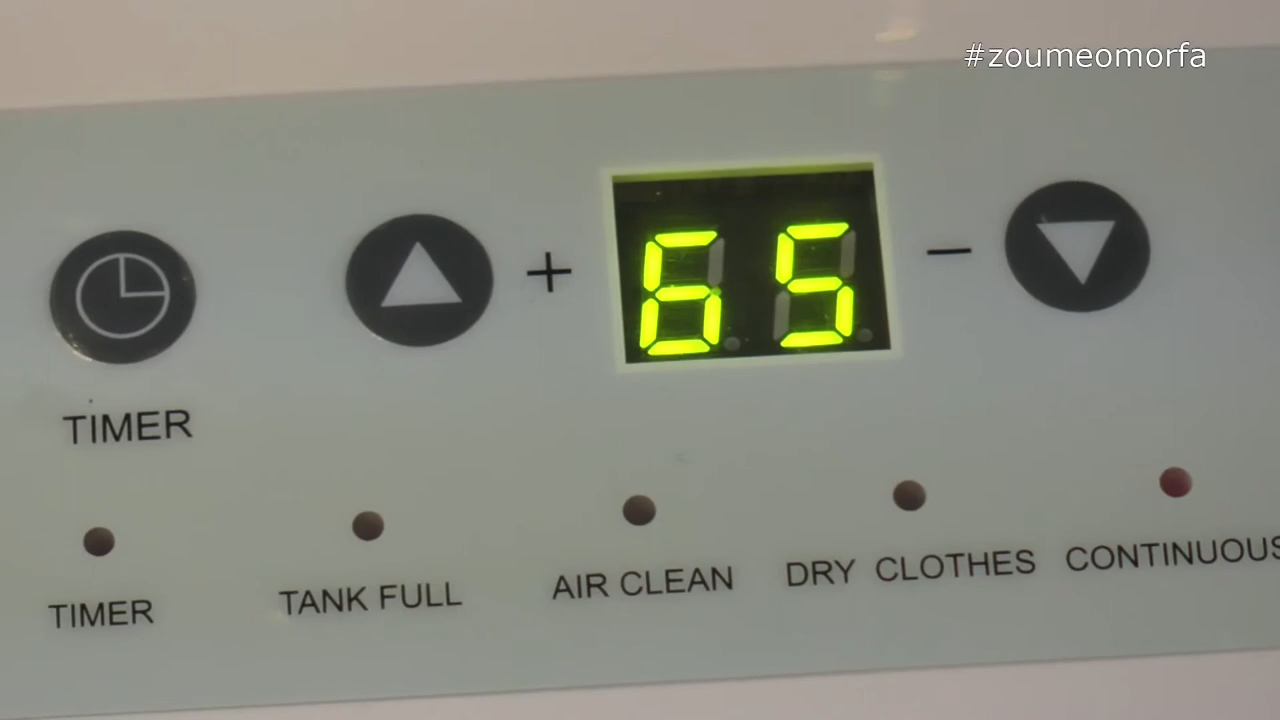 #zoumeomorfa
+ 65 −
TIMER
TIMER
TANK FULL
AIR CLEAN
DRY CLOTHES
CONTINUOUS